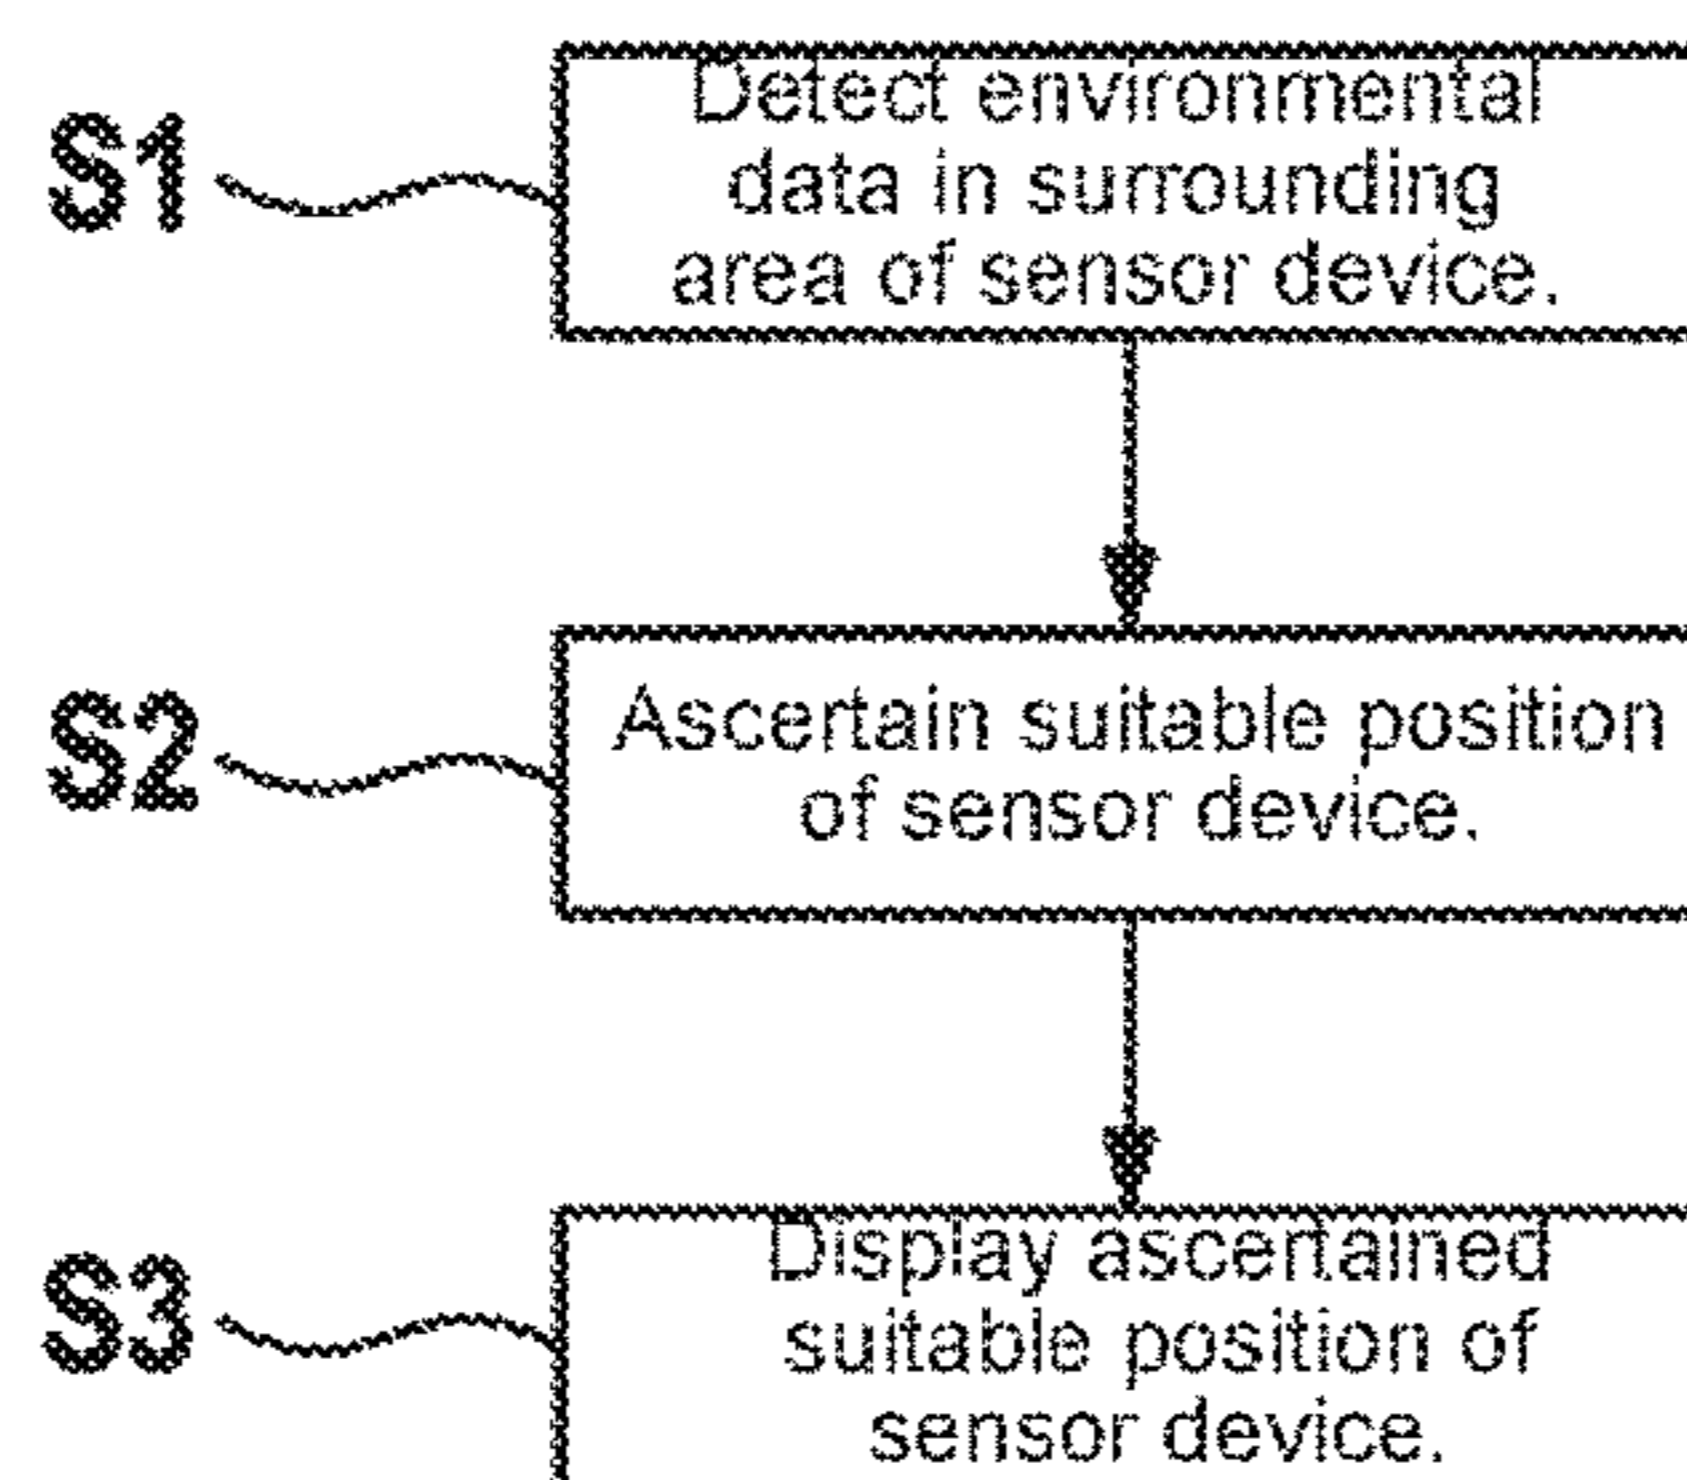 S1
Detect environmental
data in surrounding
area of sensor device.
S2
Ascertain suitable position
of sensor device.
S3
Display ascertained
suitable position of
sensor device.